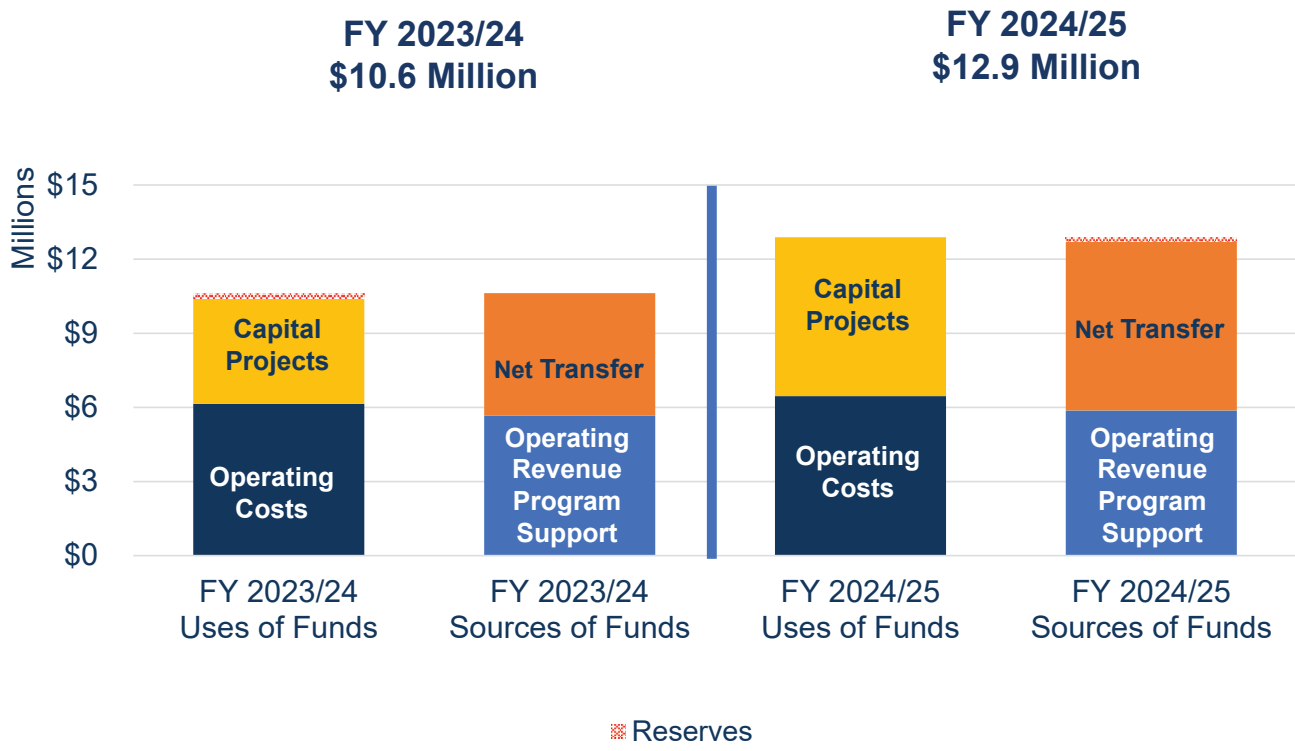 FY 2023/24
$10.6 Million
FY 2024/25
$12.9 Million
Millions
$15
$12
$9
$6
$3
$0
Capital
Projects
Operating
Costs
Net Transfer
Operating
Revenue
Program
Support
Capital
Projects
Operating
Costs
Net Transfer
Operating
Revenue
Program
Support
FY 2023/24
Uses of Funds
FY 2023/24
Sources of Funds
FY 2024/25
Uses of Funds
FY 2024/25
Sources of Funds
Reserves